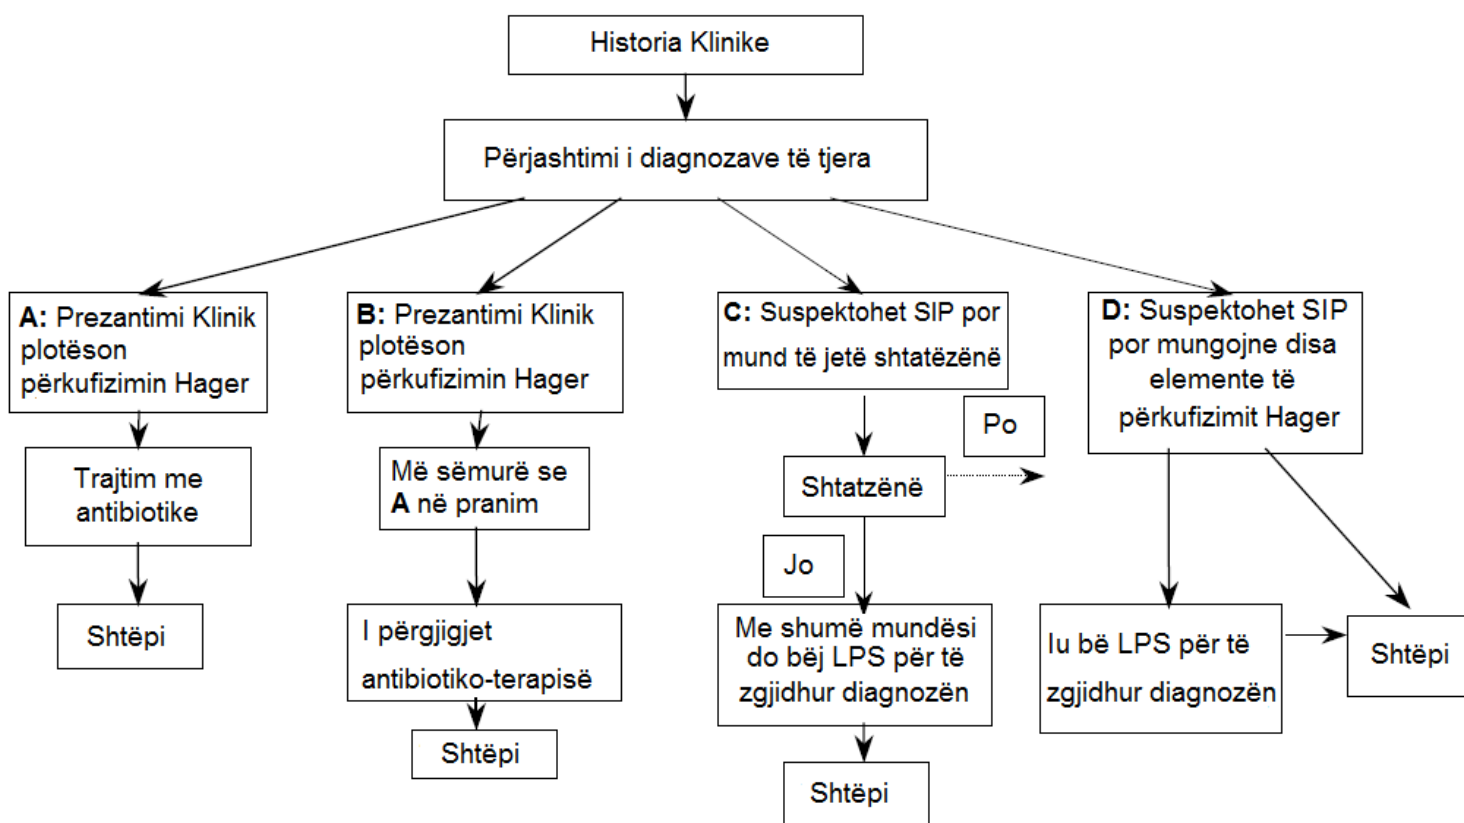 Historia Klinike
Përjashtimi i diagnozave të tjera
A: Prezantimi Klinik
plotëson
përkufizimin Hager
B: Prezantimi Klinik
plotëson
përkufizimin Hager
C: Suspektohet SIP por
mund të jetë shtatëzënë
D: Suspektohet SIP
por mungojne disa
elemente të
përkufizimit Hager
Trajtim me
antibiotike
Më sëmurë se
A në pranim
Po
Shtatzënë
Jo
Shtëpi
I përgjigjet
antibiotiko-terapisë
Me shumë mundësi
do bëj LPS për të
zgjidhur diagnozën
Iu bë LPS për të
zgjidhur diagnozën
Shtëpi
Shtëpi
Shtëpi